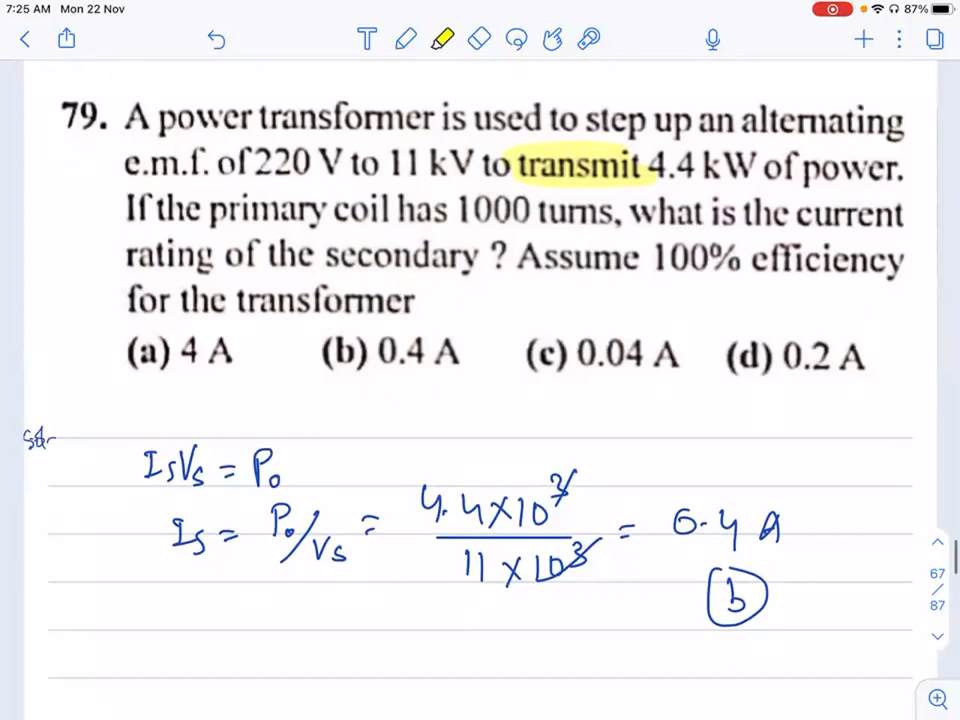 7:25 AM Mon 22 Nov
87%
79. A power transformer is used to step up an alternating
e.m.f. of 220 V to 11 kV to transmit 4.4 kW of power.
If the primary coil has 1000 turns, what is the current
rating of the secondary ? Assume 100% efficiency
for the transformer
(a) 4 A (b) 0.4 A (c) 0.04 A (d) 0.2 A
IsVs = Po
Is = Po/Vs = 4.4×10³ / 11×10³ = 0.4 A
b
67
/
87